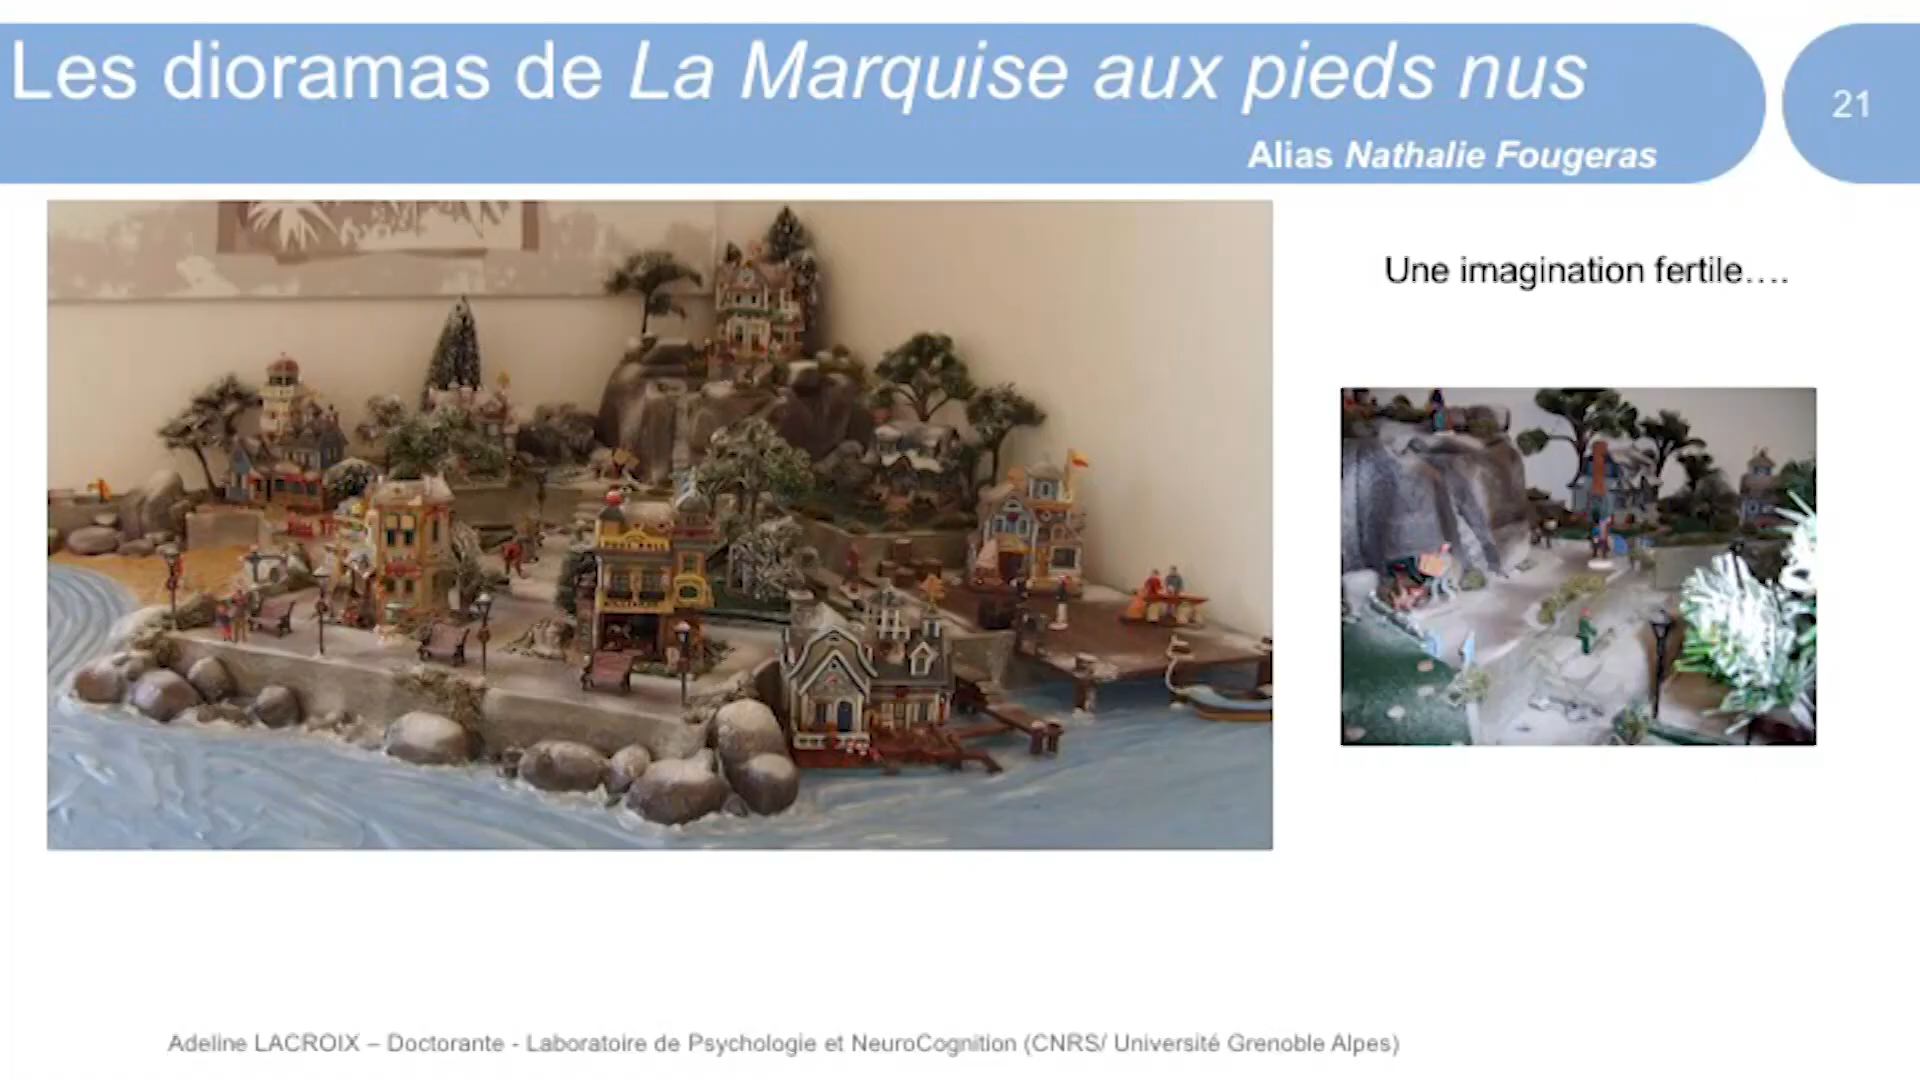 Les dioramas de La Marquise aux pieds nus
21
Alias Nathalie Fougeras
Une imagination fertile….
Adeline LACROIX – Doctorante - Laboratoire de Psychologie et NeuroCognition (CNRS/ Université Grenoble Alpes)